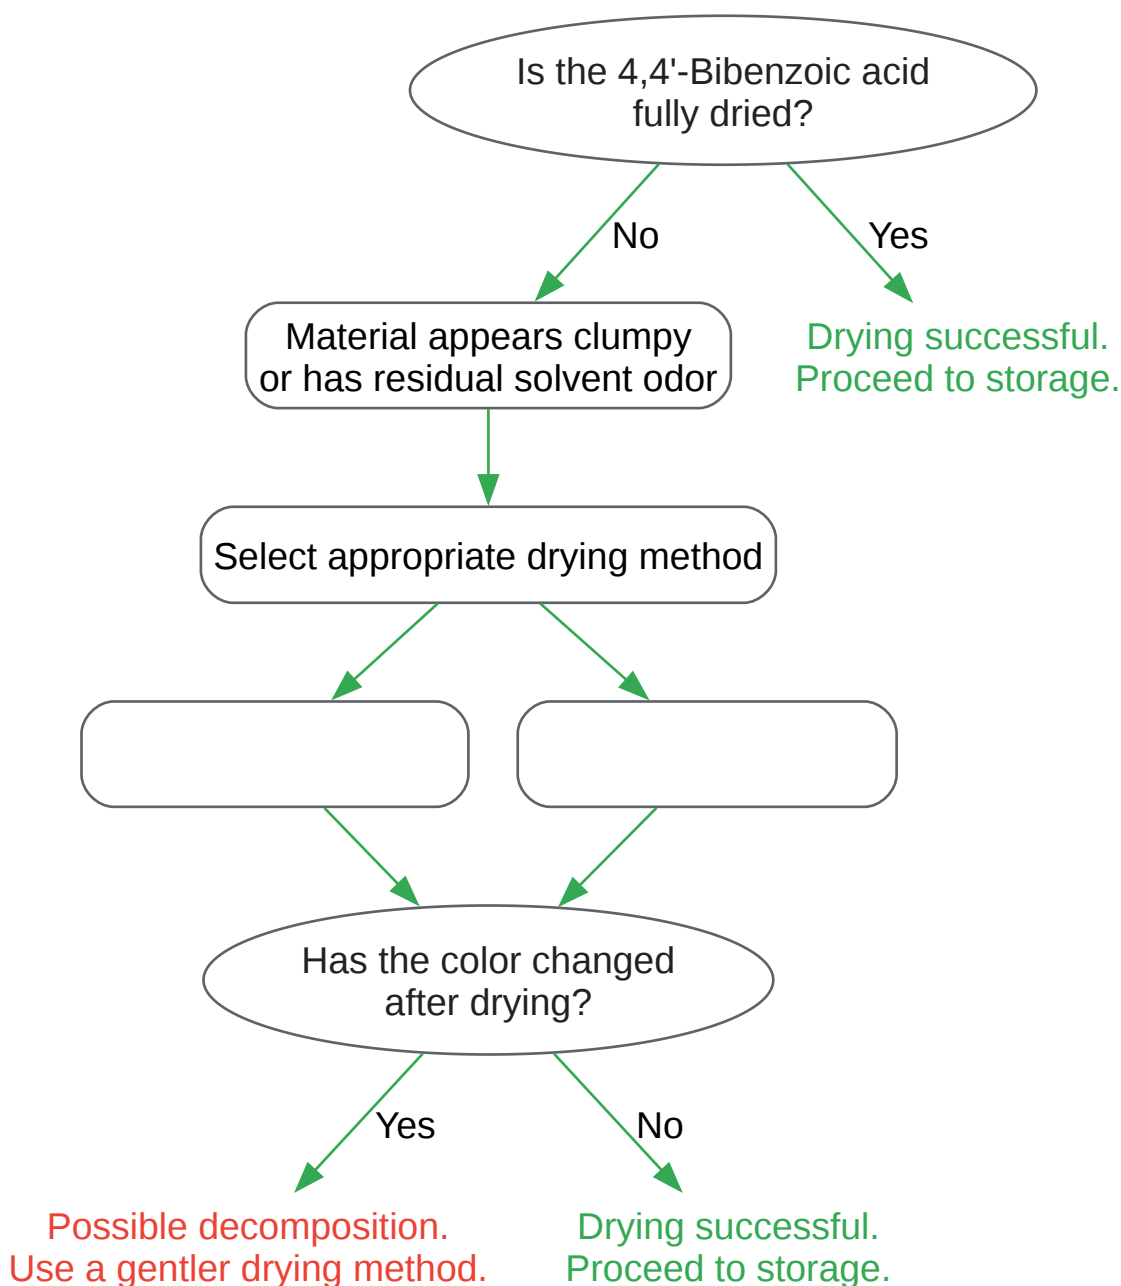 Is the 4,4'-Bibenzoic acid
fully dried?
No
Yes
Material appears clumpy
or has residual solvent odor
Drying successful.
Proceed to storage.
Select appropriate drying method
Has the color changed
after drying?
Yes
No
Possible decomposition.
Use a gentler drying method.
Drying successful.
Proceed to storage.